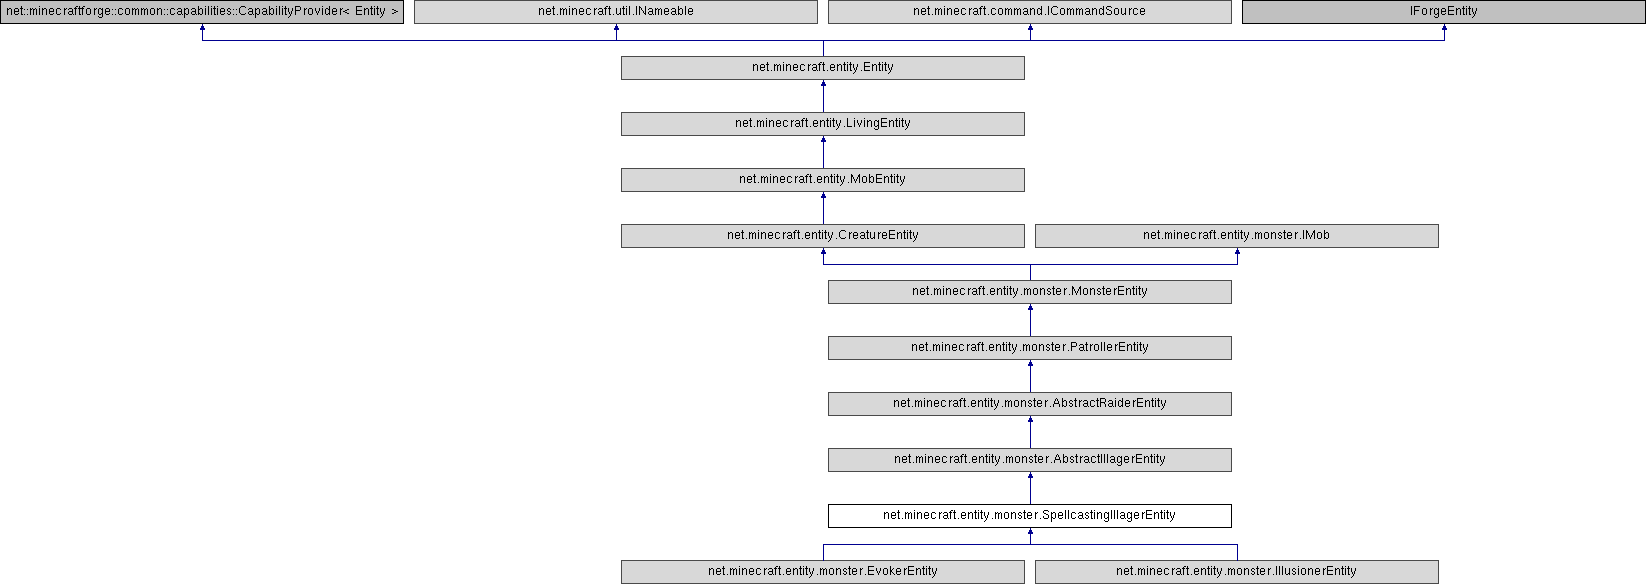 net::minecraftforge::common::capabilities::CapabilityProvider< Entity >
net.minecraft.util.INameable
net.minecraft.command.ICommandSource
IForgeEntity
net.minecraft.entity.Entity
net.minecraft.entity.LivingEntity
net.minecraft.entity.MobEntity
net.minecraft.entity.CreatureEntity
net.minecraft.entity.monster.IMob
net.minecraft.entity.monster.MonsterEntity
net.minecraft.entity.monster.PatrollerEntity
net.minecraft.entity.monster.AbstractRaiderEntity
net.minecraft.entity.monster.AbstractIllagerEntity
net.minecraft.entity.monster.SpellcastingIllagerEntity
net.minecraft.entity.monster.EvokerEntity
net.minecraft.entity.monster.IllusionerEntity